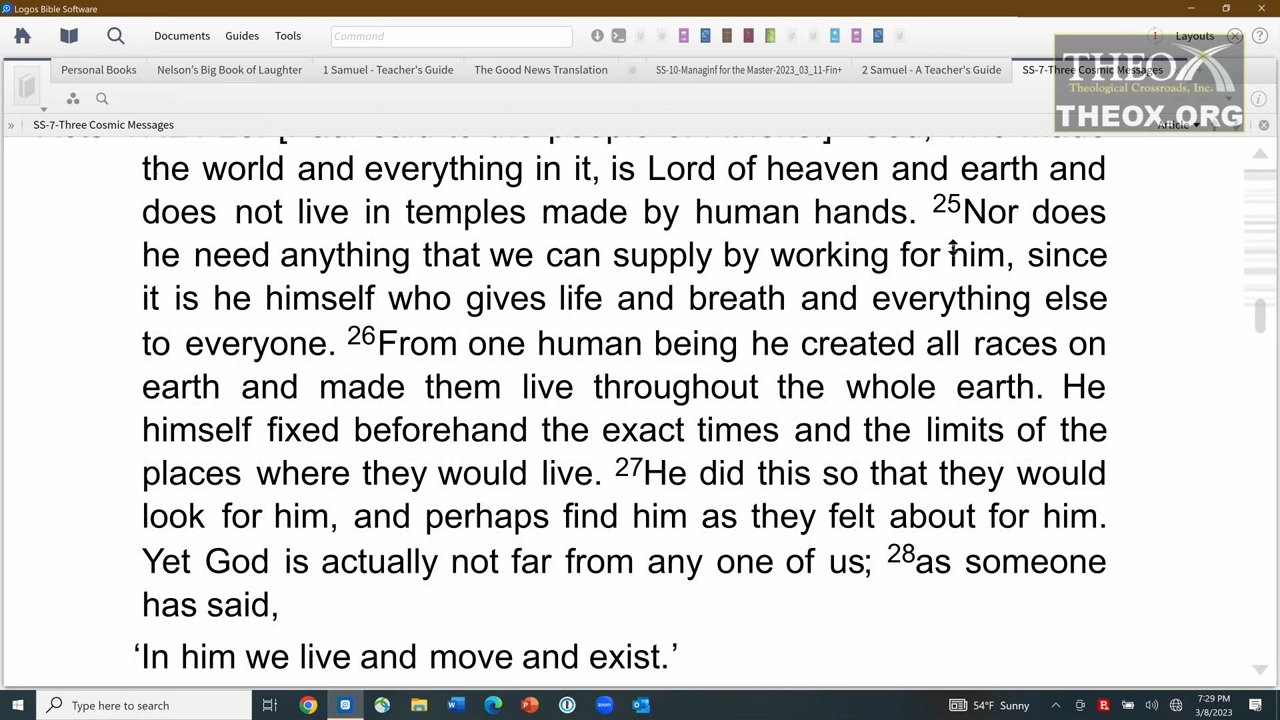 Logos Bible Software
Documents Guides Tools Command Layouts
Personal Books Nelson's Big Book of Laughter 1 Sam The Good News Translation SS-10-Managinf for the Master-2023_03_11-Fin+ 2 Samuel - A Teacher's Guide SS-7-Three Cosmic Messages
THEOX
Theological Crossroads, Inc.
THEOX.ORG
SS-7-Three Cosmic Messages Article
the world and everything in it, is Lord of heaven and earth and
does not live in temples made by human hands. 25Nor does
he need anything that we can supply by working for him, since
it is he himself who gives life and breath and everything else
to everyone. 26From one human being he created all races on
earth and made them live throughout the whole earth. He
himself fixed beforehand the exact times and the limits of the
places where they would live. 27He did this so that they would
look for him, and perhaps find him as they felt about for him.
Yet God is actually not far from any one of us; 28as someone
has said,
‘In him we live and move and exist.’
Type here to search 54°F Sunny 7:29 PM
3/8/2023